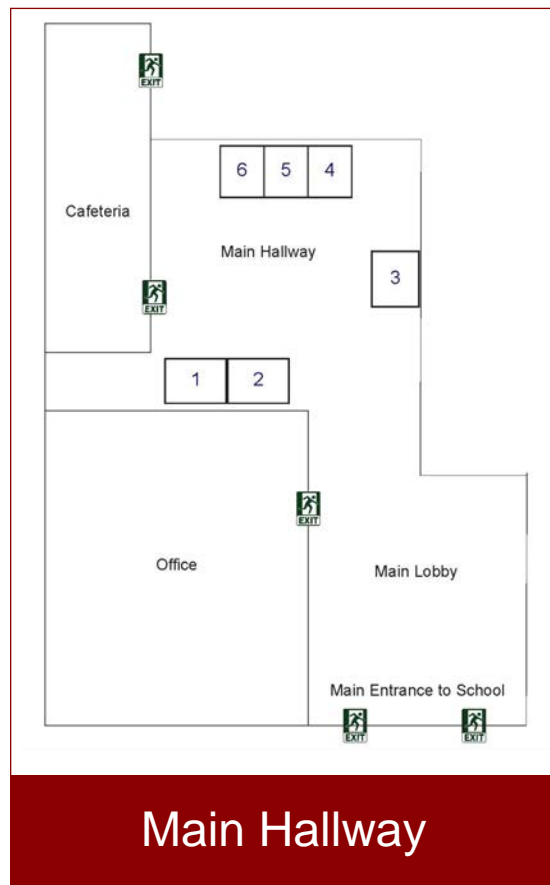 EXIT
6 5 4
Cafeteria
Main Hallway
3
EXIT
1 2
EXIT
Office
Main Lobby
Main Entrance to School
EXIT EXIT
Main Hallway